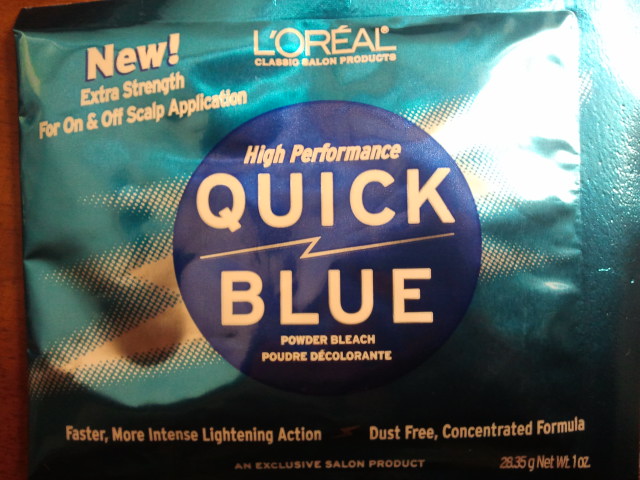 New!
Extra Strength
For On & Off Scalp Application
L'ORÉAL®
CLASSIC SALON PRODUCTS
High Performance
QUICK
BLUE
POWDER BLEACH
POUDRE DÉCOLORANTE
Faster, More Intense Lightening Action
Dust Free, Concentrated Formula
AN EXCLUSIVE SALON PRODUCT
28.35 g Net Wt. 1 oz.